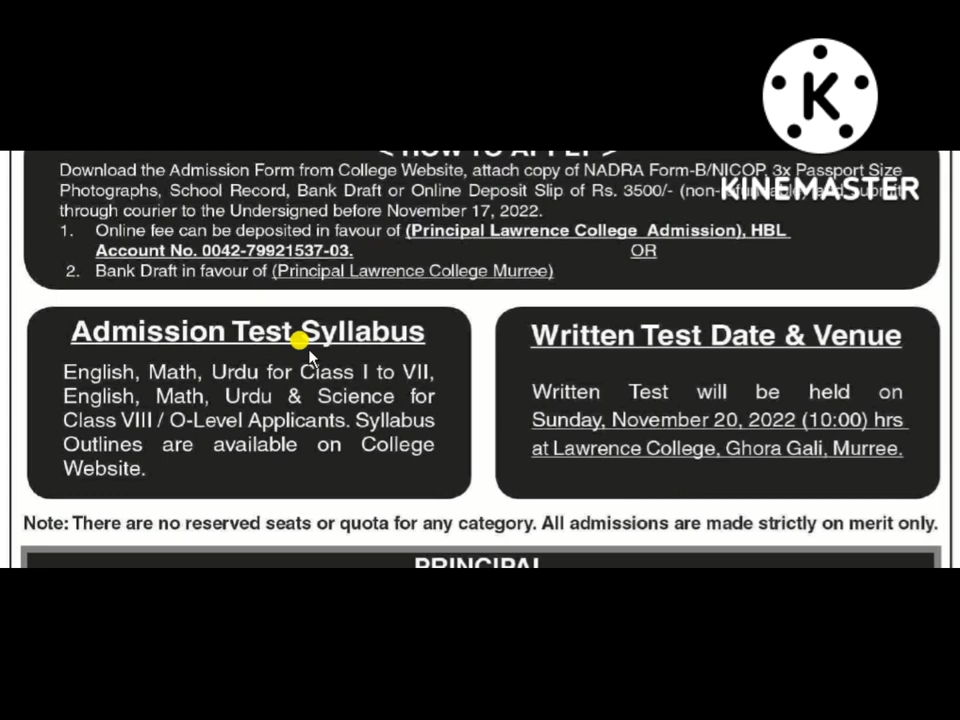 < HOW TO APPLY >
Download the Admission Form from College Website, attach copy of NADRA Form-B/NICOP, 3x Passport Size
Photographs, School Record, Bank Draft or Online Deposit Slip of Rs. 3500/- (non-
through courier to the Undersigned before November 17, 2022.
1. Online fee can be deposited in favour of (Principal Lawrence College Admission), HBL
Account No. 0042-79921537-03. OR
2. Bank Draft in favour of (Principal Lawrence College Murree)
K
KINEMASTER
Admission Test Syllabus
English, Math, Urdu for Class I to VII,
English, Math, Urdu & Science for
Class VIII / O-Level Applicants. Syllabus
Outlines are available on College
Website.
Written Test Date & Venue
Written Test will be held on
Sunday, November 20, 2022 (10:00) hrs
at Lawrence College, Ghora Gali, Murree.
Note: There are no reserved seats or quota for any category. All admissions are made strictly on merit only.
PRINCIPAL